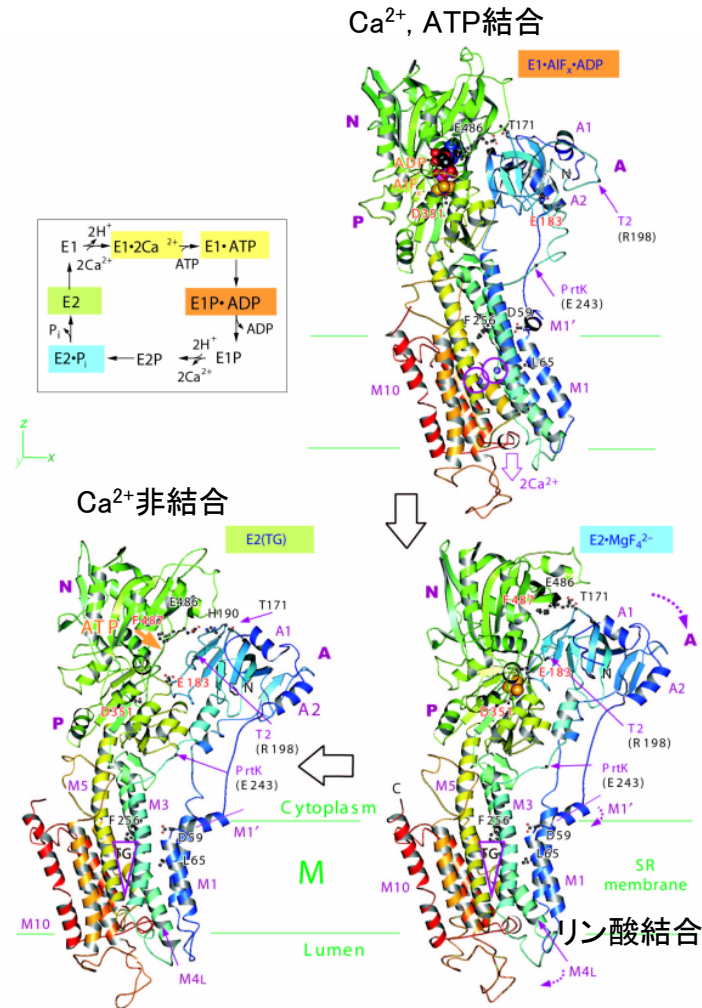 Ca²⁺, ATP結合
E1•AlFₓ•ADP
N
E486
T171
A1
ADP
A
AlF
N
A2
P
D351
E183
T2
(R198)
PrtK
(E 243)
F256
D59
M1′
L65
M10
M1
2Ca²⁺
E1
2H⁺
2Ca²⁺
E1•2Ca ²⁺
ATP
E1•ATP
E2
E1P•ADP
Pᵢ
ADP
E2•Pᵢ
E2P
2H⁺
2Ca²⁺
E1P
z
y
x
Ca²⁺非結合
E2(TG)
N
E486
H190
T171
F487
ATP
A1
A
E 183
N
A2
P
D351
T2
(R198)
PrtK
(E243)
M5
M3
Cytoplasm
F256
M1′
D59
TG
L65
M
M1
M10
M4L
Lumen
E2•MgF₄²⁻
N
E486
T171
F487
A1
A
E183
N
A2
P
D351
T2
(R198)
PrtK
(E243)
M5
C
M3
M1′
F256
D59
TG
L65
M1
SR
membrane
M10
リン酸結合
M4L